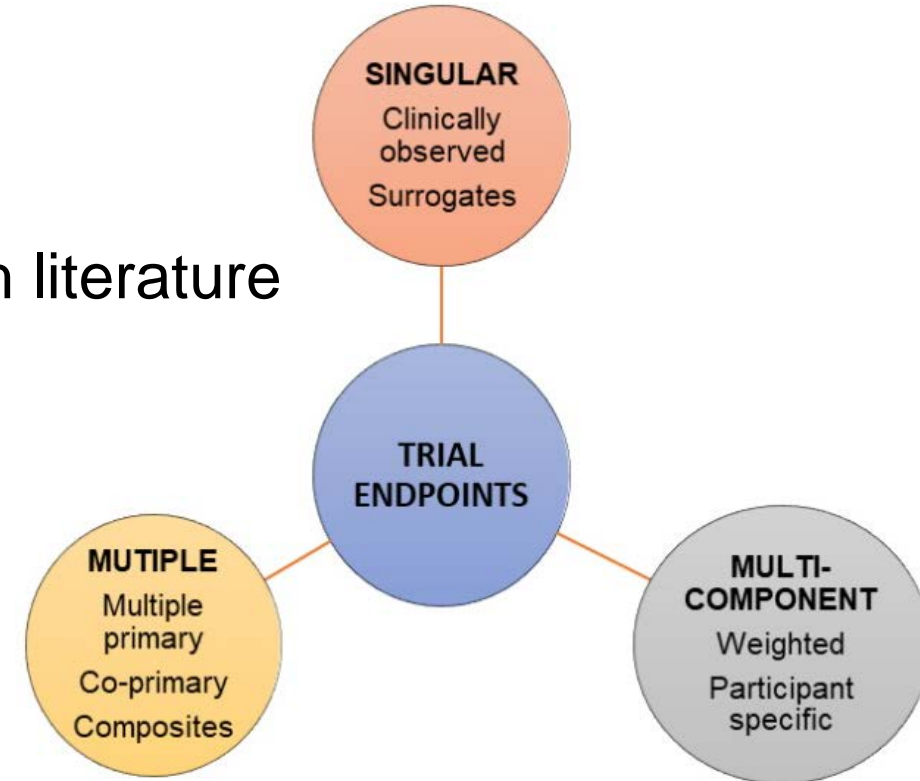 SINGULAR
Clinically
observed
Surrogates
literature
TRIAL
ENDPOINTS
MUTIPLE
Multiple
primary
Co-primary
Composites
MULTI-
COMPONENT
Weighted
Participant
specific